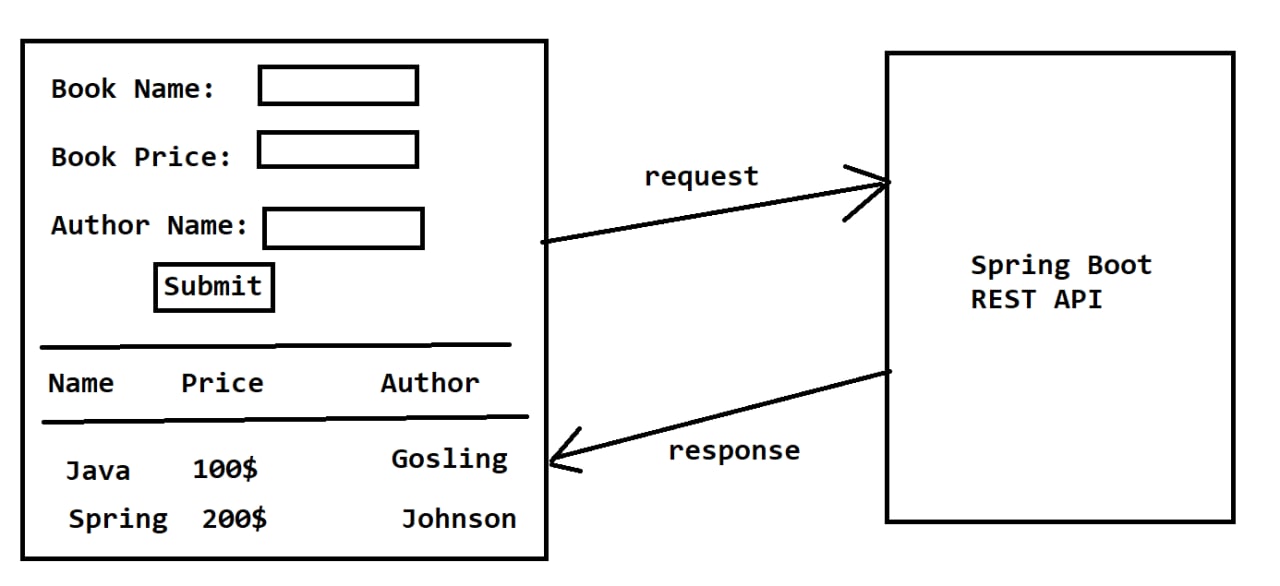 Book Name:
Book Price:
Author Name:
Submit
Name Price Author
Java 100$ Gosling
Spring 200$ Johnson
request
response
Spring Boot
REST API